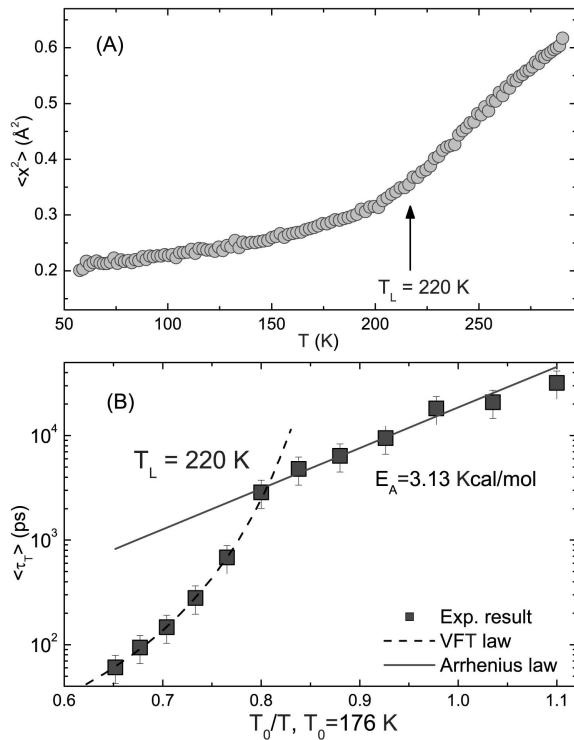 (A)
0.6
0.5
0.4
0.3
0.2
<x²> (Å²)
T_L = 220 K
50 100 150 200 250
T (K)
(B)
T_L = 220 K
E_A=3.13 Kcal/mol
10⁴
10³
10²
<τ_T> (ps)
Exp. result
VFT law
Arrhenius law
0.6 0.7 0.8 0.9 1.0 1.1
T₀/T, T₀=176 K